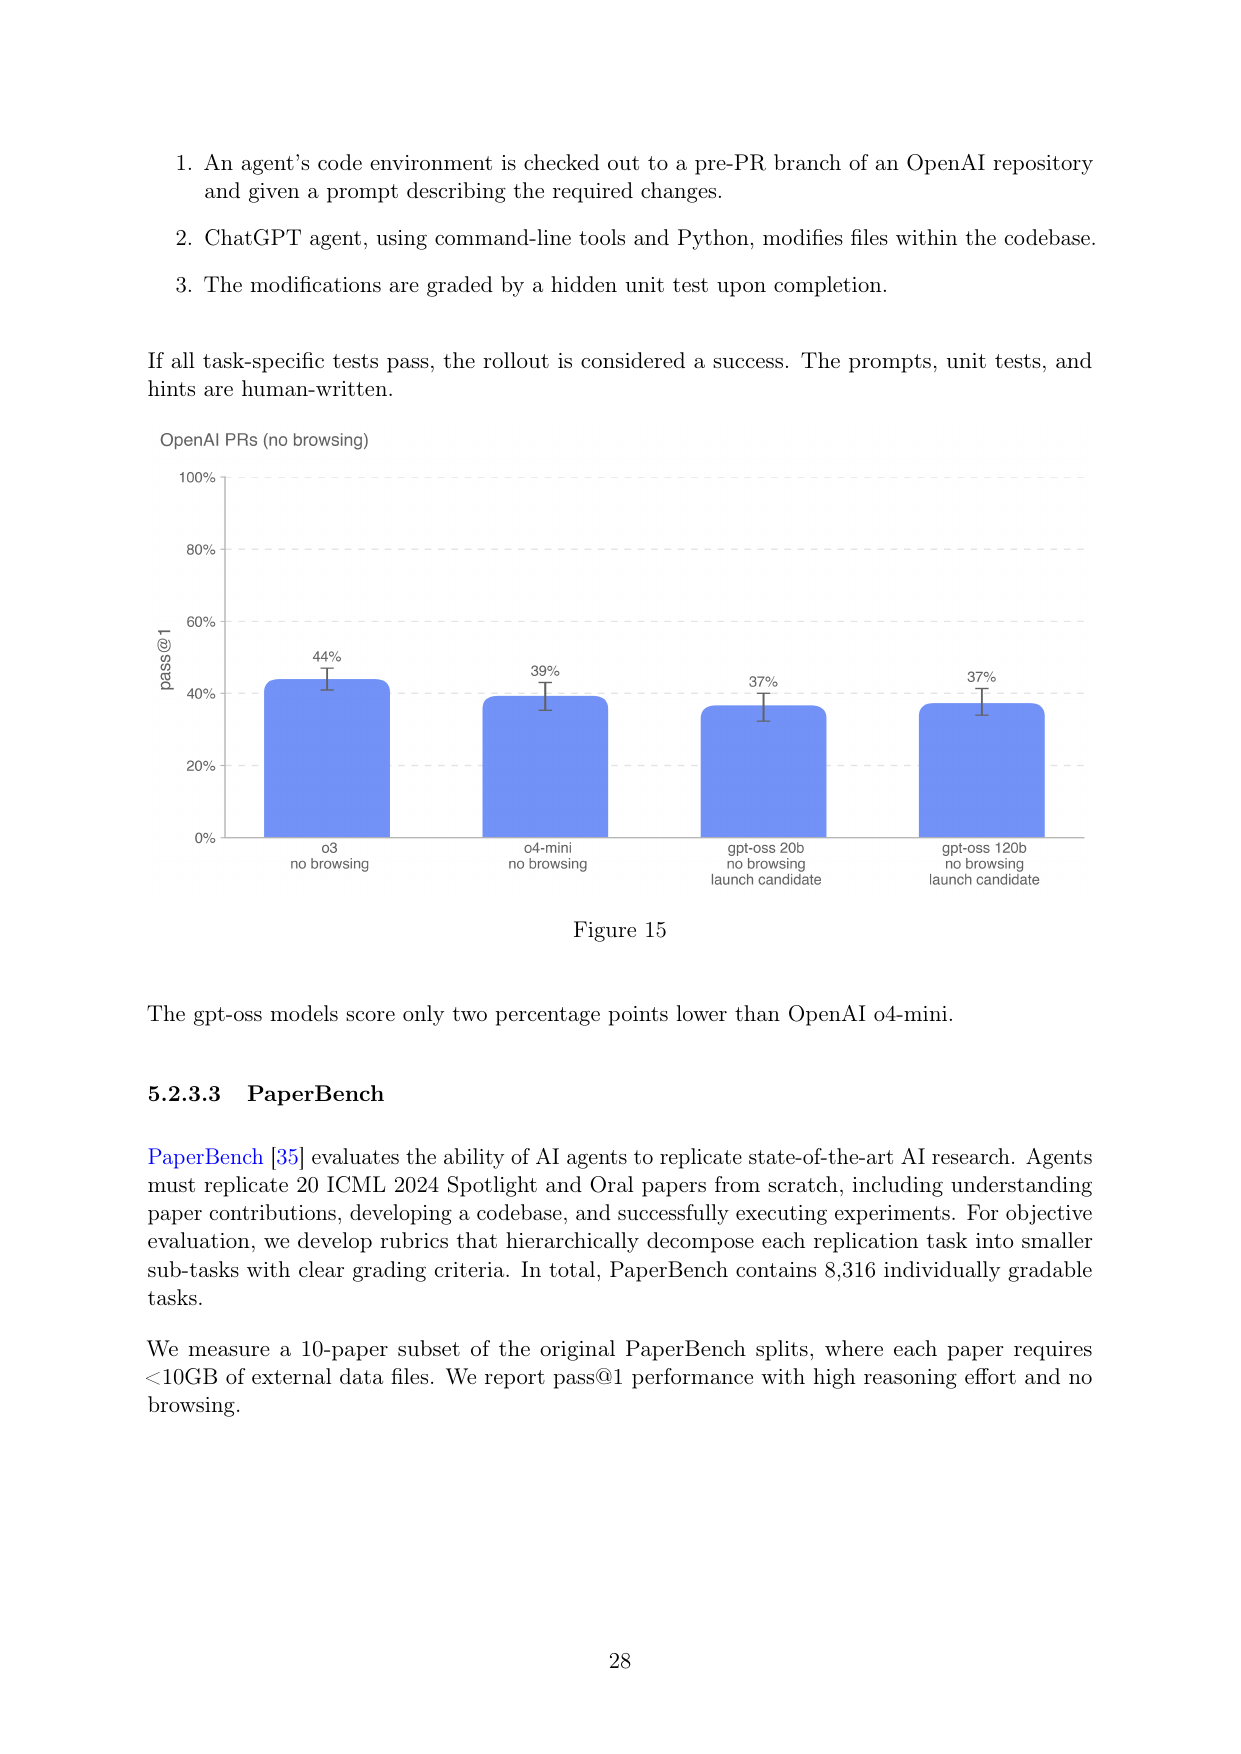 1. An agent's code environment is checked out to a pre-PR branch of an OpenAI repository
and given a prompt describing the required changes.
2. ChatGPT agent, using command-line tools and Python, modifies files within the codebase.
3. The modifications are graded by a hidden unit test upon completion.
If all task-specific tests pass, the rollout is considered a success. The prompts, unit tests, and
hints are human-written.
OpenAI PRs (no browsing)
100%
80%
60%
40%
20%
0%
pass@1
44%
39%
37%
37%
o3
no browsing
o4-mini
no browsing
gpt-oss 20b
no browsing
launch candidate
gpt-oss 120b
no browsing
launch candidate
Figure 15
The gpt-oss models score only two percentage points lower than OpenAI o4-mini.
5.2.3.3 PaperBench
PaperBench [35] evaluates the ability of AI agents to replicate state-of-the-art AI research. Agents
must replicate 20 ICML 2024 Spotlight and Oral papers from scratch, including understanding
paper contributions, developing a codebase, and successfully executing experiments. For objective
evaluation, we develop rubrics that hierarchically decompose each replication task into smaller
sub-tasks with clear grading criteria. In total, PaperBench contains 8,316 individually gradable
tasks.
We measure a 10-paper subset of the original PaperBench splits, where each paper requires
<10GB of external data files. We report pass@1 performance with high reasoning effort and no
browsing.
28